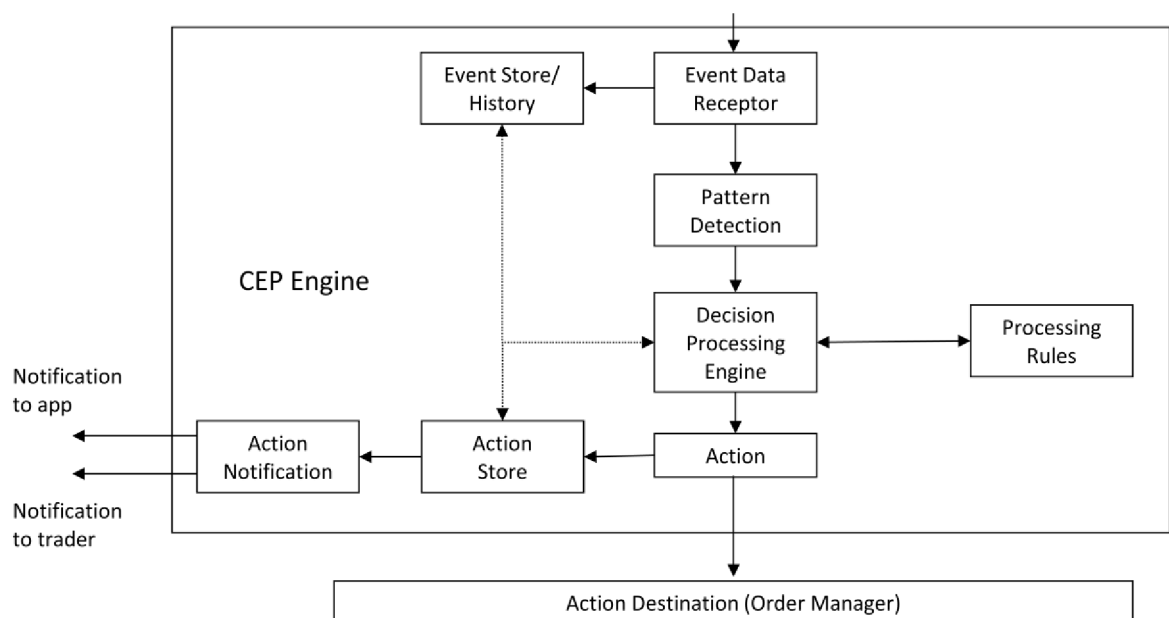 Event Store/
History
Event Data
Receptor
Pattern
Detection
CEP Engine
Decision
Processing
Engine
Processing
Rules
Notification
to app
Action
Notification
Action
Store
Action
Notification
to trader
Action Destination (Order Manager)